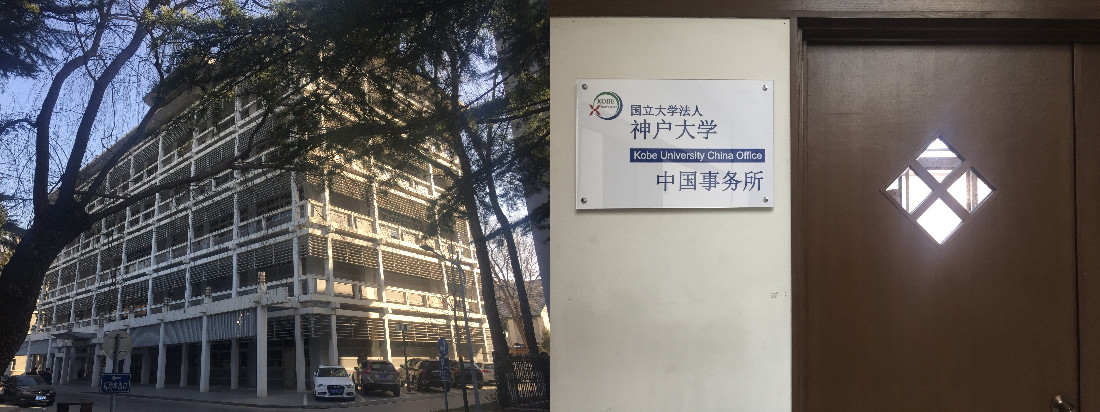 KOBE
国立大学法人
神户大学
Kobe University China Office
中国事务所